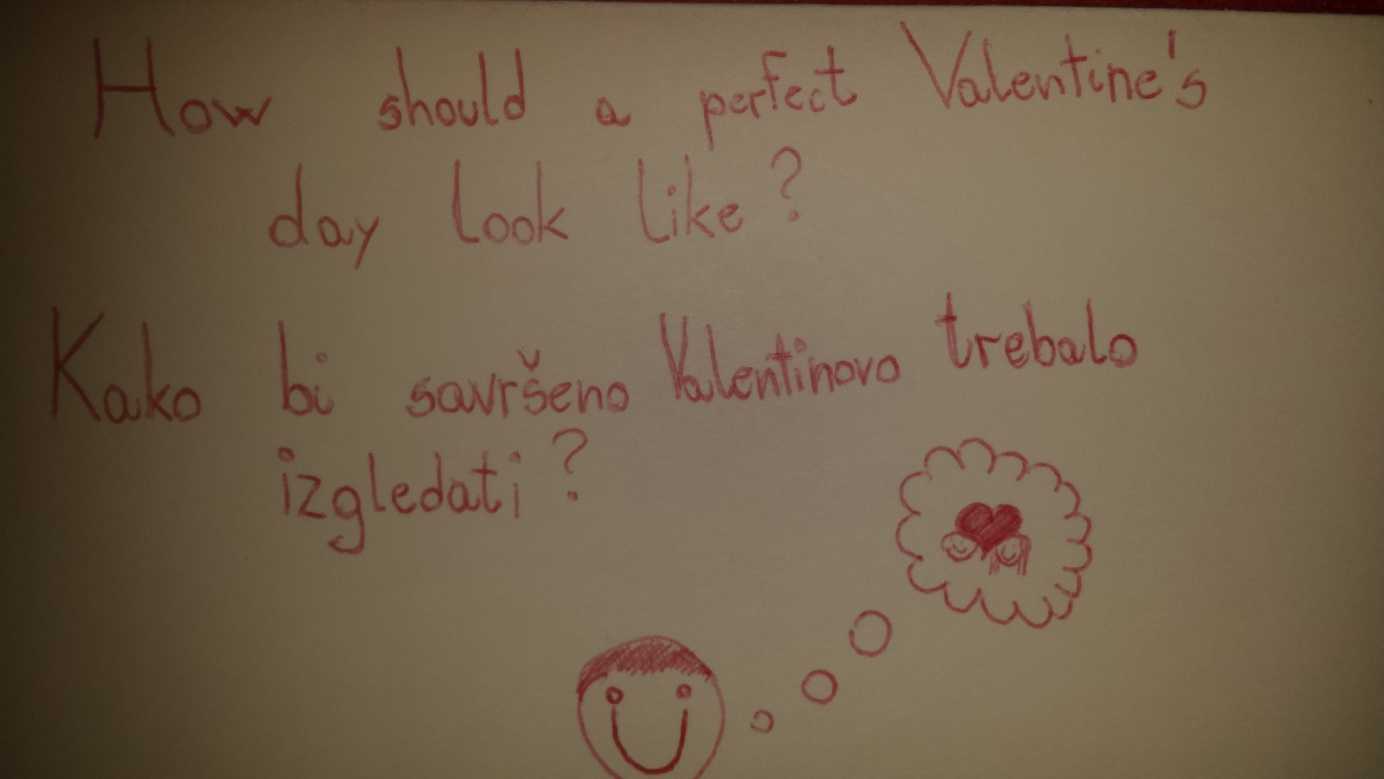 How should a perfect Valentine's
day look like?
Kako bi savršeno Valentinovo trebalo
izgledati?